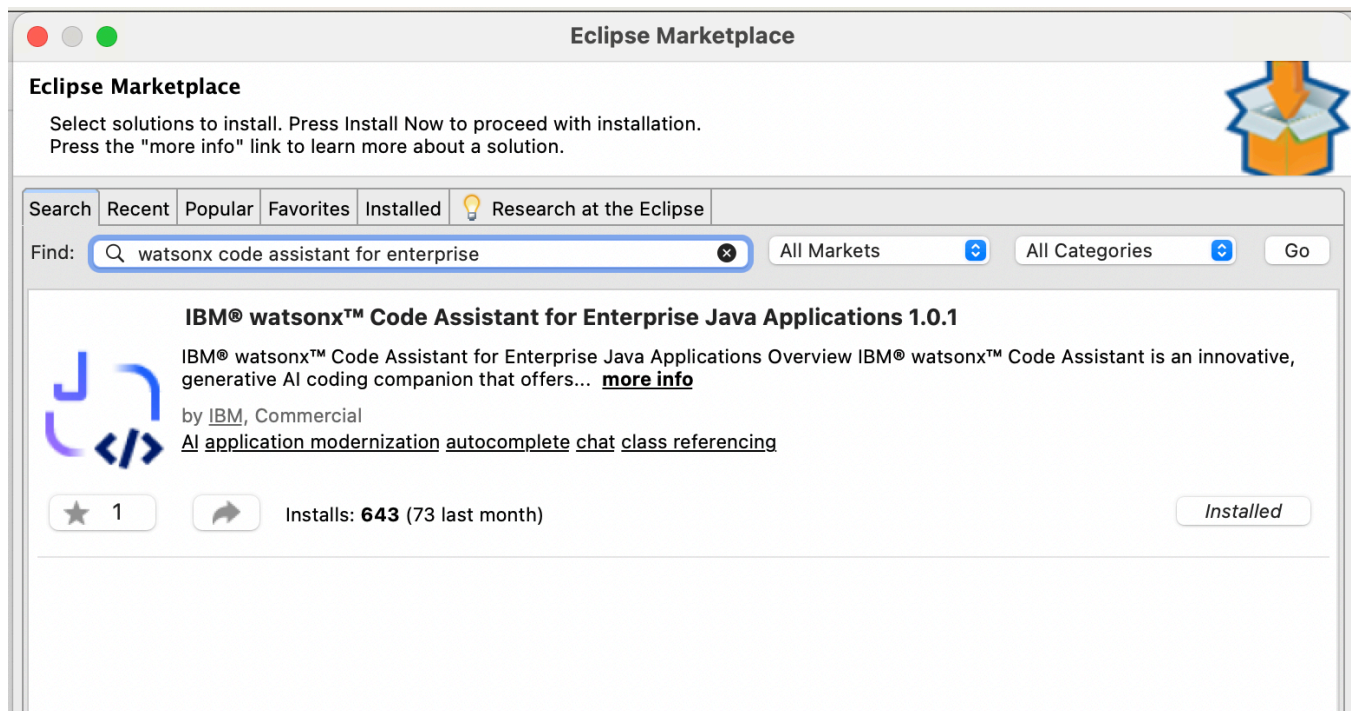 Eclipse Marketplace
Eclipse Marketplace
Select solutions to install. Press Install Now to proceed with installation.
Press the "more info" link to learn more about a solution.
Search Recent Popular Favorites Installed Research at the Eclipse
Find: watsonx code assistant for enterprise All Markets All Categories Go
IBM® watsonx™ Code Assistant for Enterprise Java Applications 1.0.1
IBM® watsonx™ Code Assistant for Enterprise Java Applications Overview IBM® watsonx™ Code Assistant is an innovative,
generative AI coding companion that offers... more info
by IBM, Commercial
AI application modernization autocomplete chat class referencing
1 Installs: 643 (73 last month) Installed